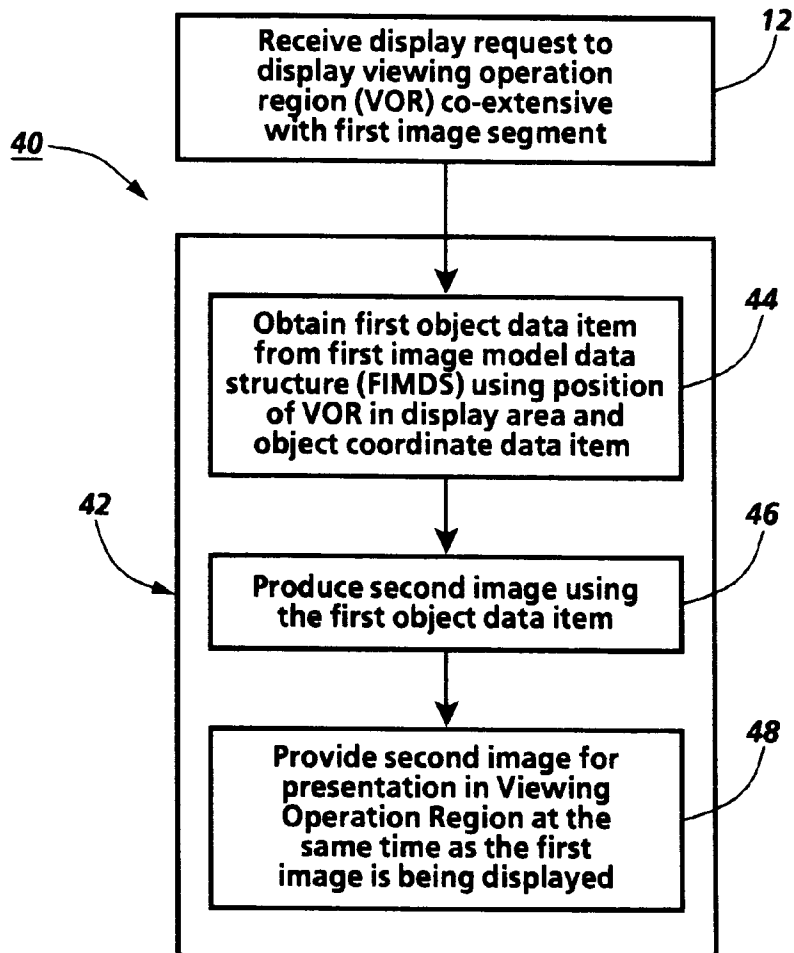 Receive display request to
display viewing operation
region (VOR) co-extensive
with first image segment
12
40
Obtain first object data item
from first image model data
structure (FIMDS) using position
of VOR in display area and
object coordinate data item
44
42
Produce second image using
the first object data item
46
Provide second image for
presentation in Viewing
Operation Region at the
same time as the first
image is being displayed
48